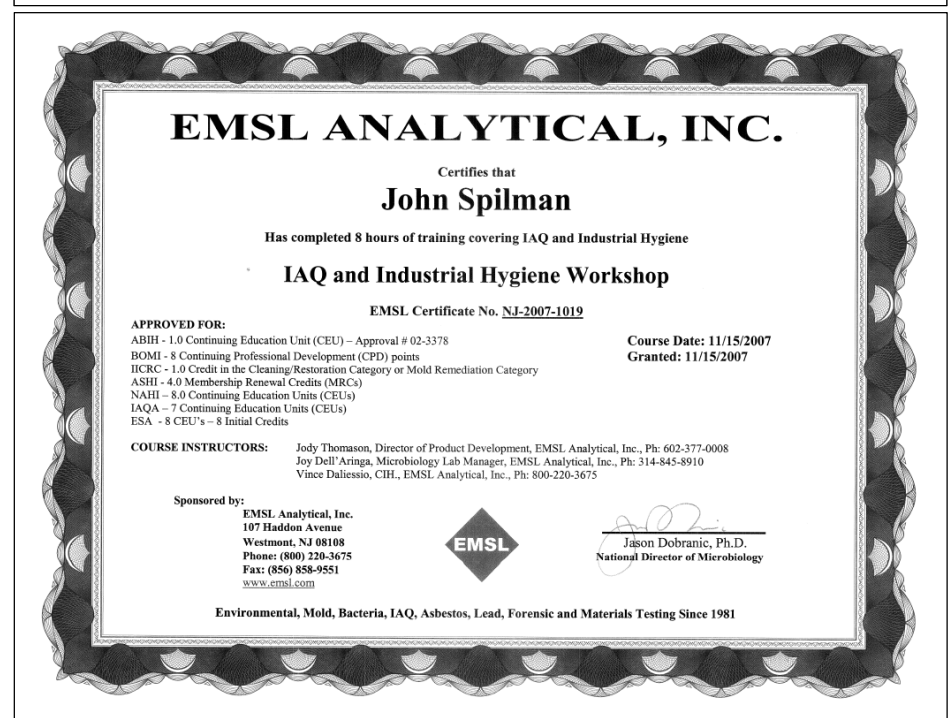 EMSL ANALYTICAL, INC.
Certifies that
John Spilman
Has completed 8 hours of training covering IAQ and Industrial Hygiene
IAQ and Industrial Hygiene Workshop
EMSL Certificate No. NJ-2007-1019
APPROVED FOR:
ABIH - 1.0 Continuing Education Unit (CEU) – Approval # 02-3378
BOMI - 8 Continuing Professional Development (CPD) points
IICRC - 1.0 Credit in the Cleaning/Restoration Category or Mold Remediation Category
ASHI - 4.0 Membership Renewal Credits (MRCs)
NAHI – 8.0 Continuing Education Units (CEUs)
IAQA – 7 Continuing Education Units (CEUs)
ESA - 8 CEU's – 8 Initial Credits
Course Date: 11/15/2007
Granted: 11/15/2007
COURSE INSTRUCTORS: Jody Thomason, Director of Product Development, EMSL Analytical, Inc., Ph: 602-377-0008
Joy Dell'Aringa, Microbiology Lab Manager, EMSL Analytical, Inc., Ph: 314-845-8910
Vince Daliessio, CIH., EMSL Analytical, Inc., Ph: 800-220-3675
Sponsored by:
EMSL Analytical, Inc.
107 Haddon Avenue
Westmont, NJ 08108
Phone: (800) 220-3675
Fax: (856) 858-9551
www.emsl.com
EMSL
Jason Dobranic, Ph.D.
National Director of Microbiology
Environmental, Mold, Bacteria, IAQ, Asbestos, Lead, Forensic and Materials Testing Since 1981